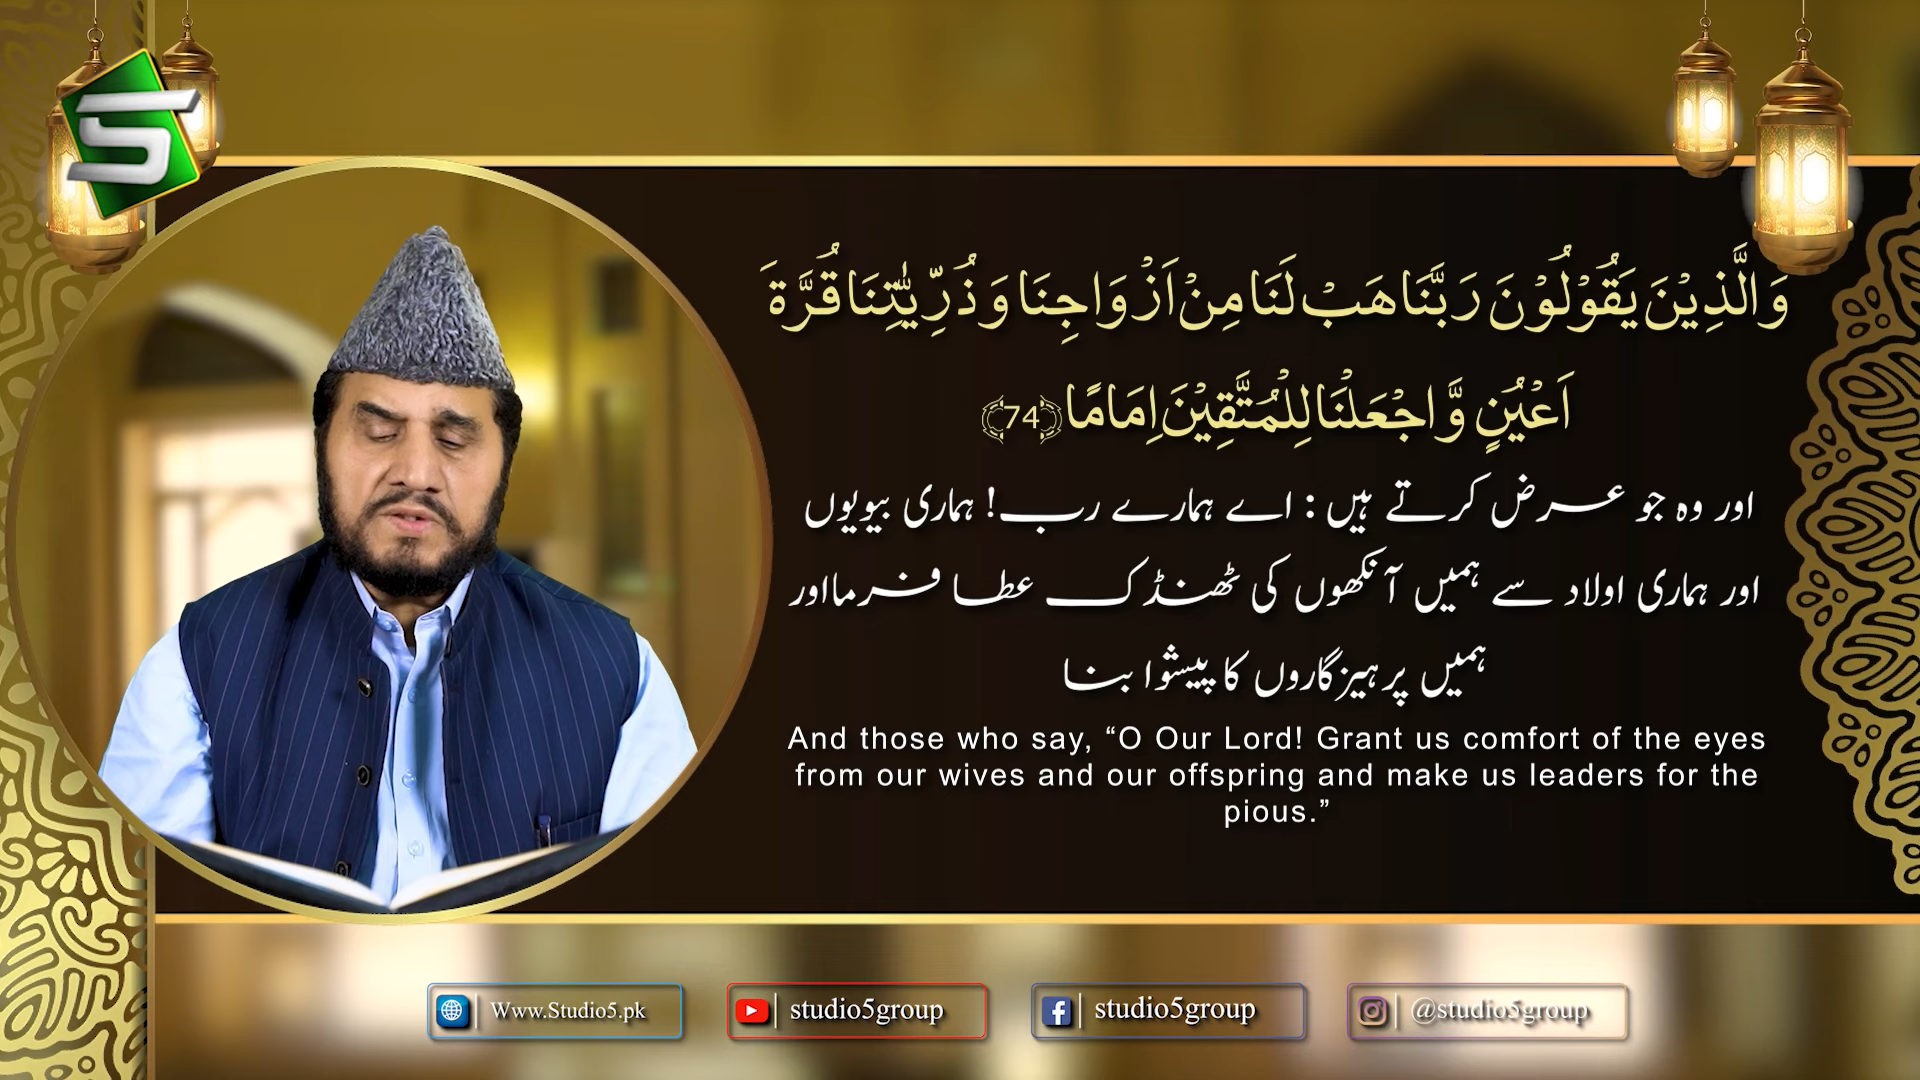 وَالَّذِیْنَ یَقُوْلُوْنَ رَبَّنَا هَبْ لَنَا مِنْ اَزْوَاجِنَا وَ ذُرِّیّٰتِنَا قُرَّةَ
اَعْیُنٍ وَّ اجْعَلْنَا لِلْمُتَّقِیْنَ اِمَامًا ﴿74﴾
اور وہ جو عرض کرتے ہیں : اے ہمارے رب! ہماری بیویوں
اور ہماری اولاد سے ہمیں آنکھوں کی ٹھنڈک عطا فرمااور
ہمیں پرہیزگاروں کا پیشوا بنا
And those who say, “O Our Lord! Grant us comfort of the eyes
from our wives and our offspring and make us leaders for the
pious.”
Www.Studio5.pk
studio5group
studio5group
@studio5group